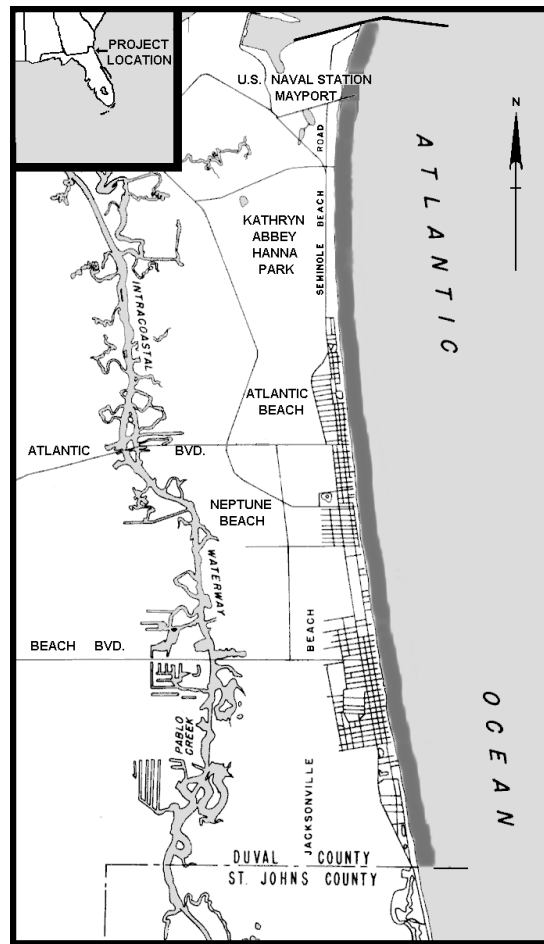 PROJECT
LOCATION
U.S. NAVAL STATION
MAYPORT
N
SEMINOLE BEACH ROAD
KATHRYN
ABBEY
HANNA
PARK
ATLANTIC
INTRACOASTAL
ATLANTIC
BEACH
ATLANTIC BVD.
NEPTUNE
BEACH
WATERWAY
BEACH BVD.
JACKSONVILLE BEACH
OCEAN
PABLO
CREEK
DUVAL COUNTY
ST. JOHNS COUNTY